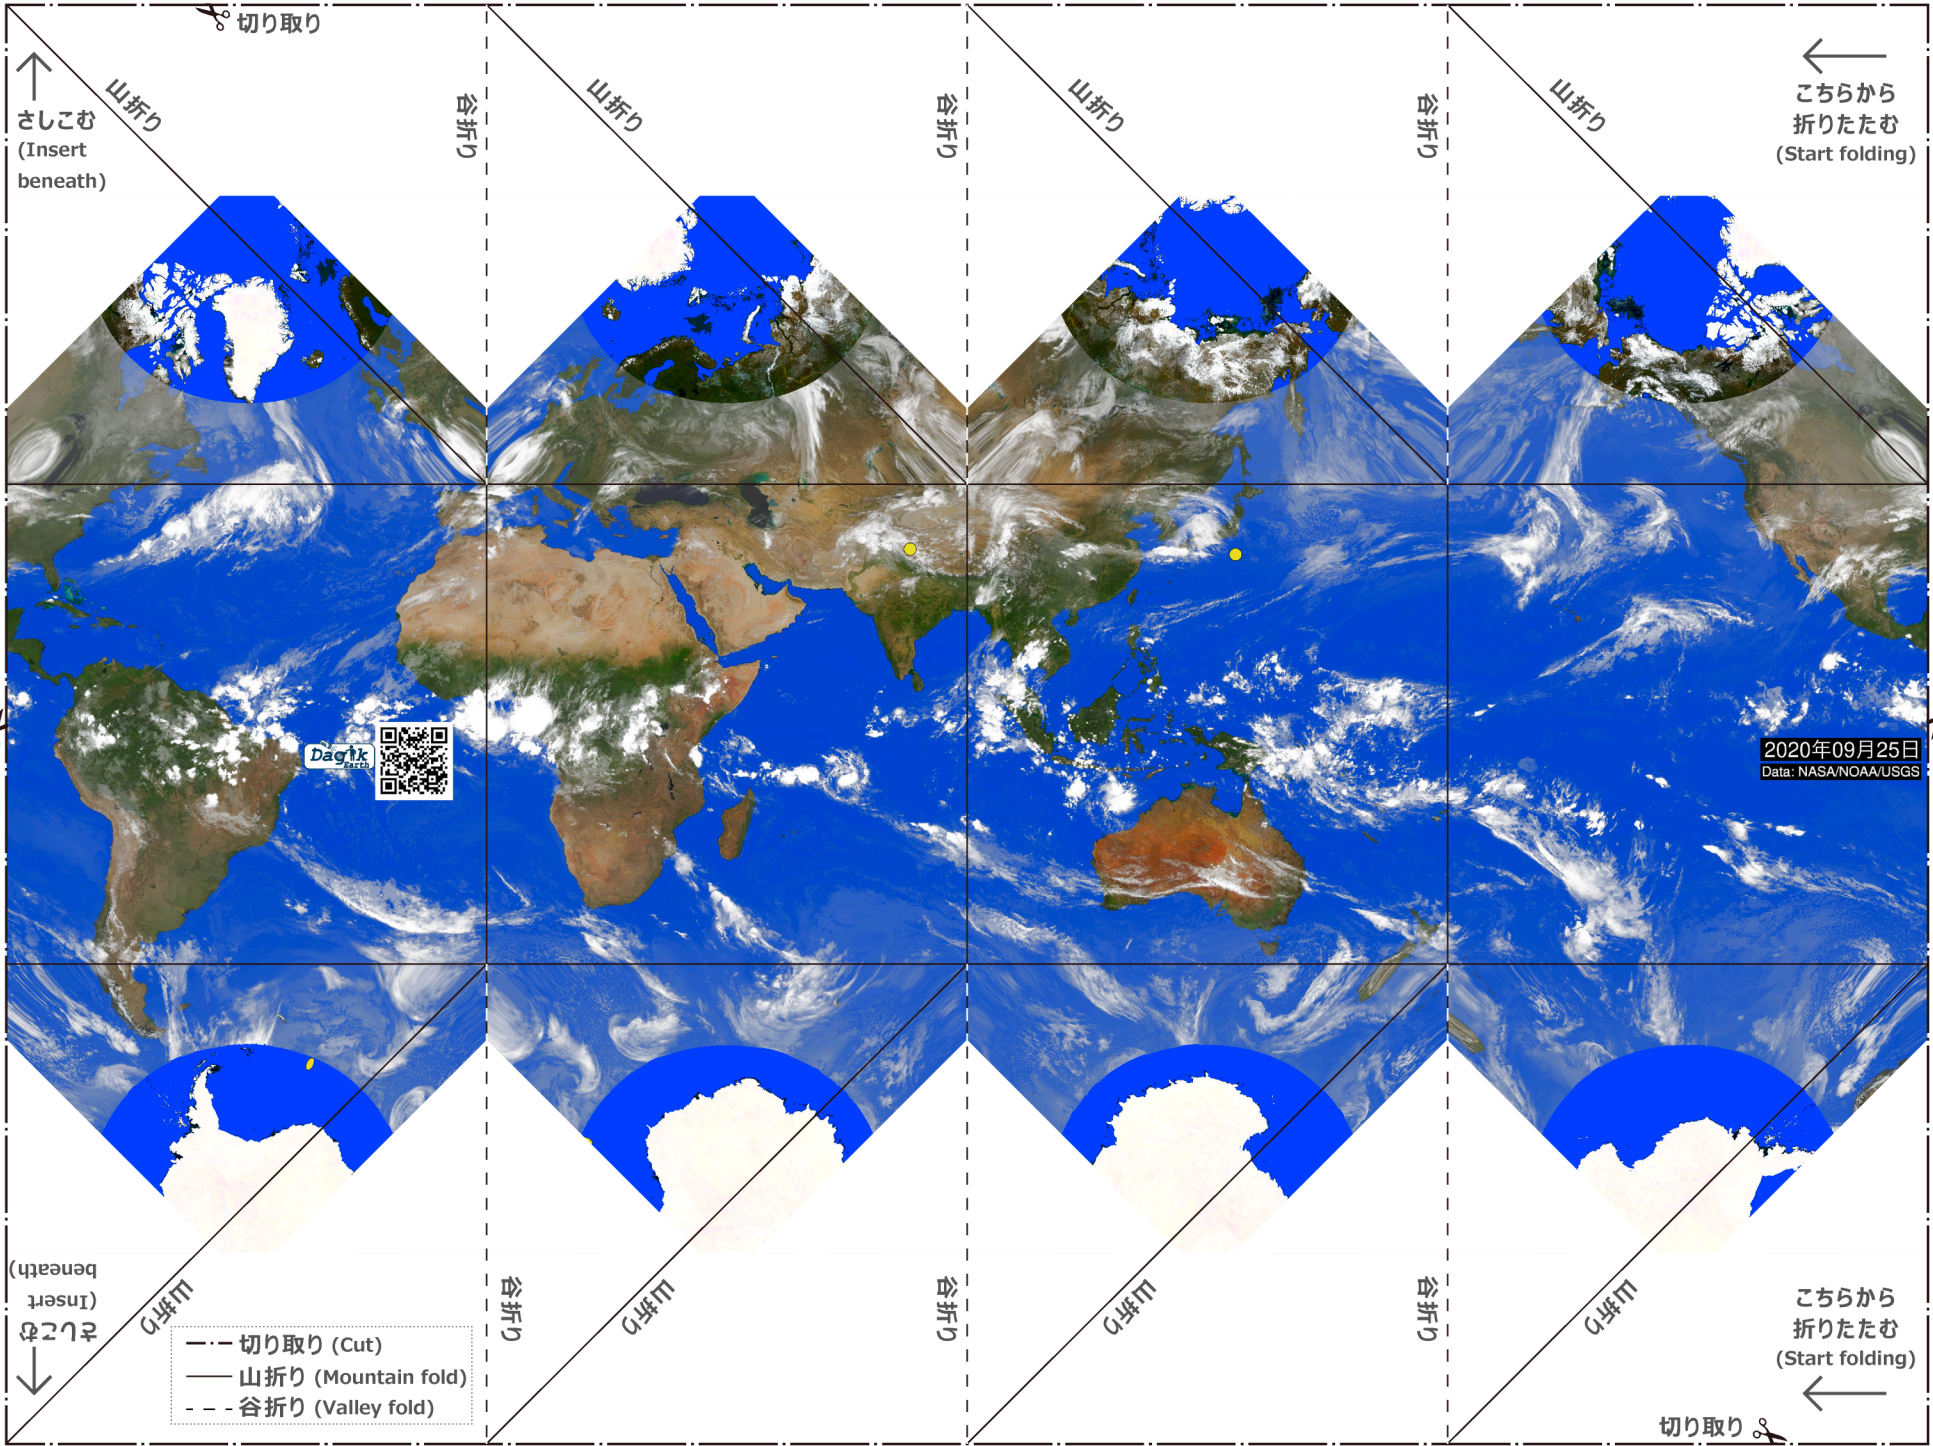 切り取り
さしこむ
(Insert
beneath)
山折り
谷折り
山折り
谷折り
山折り
谷折り
山折り
こちらから
折りたたむ
(Start folding)
Dagik
Earth
2020年09月25日
Data: NASA/NOAA/USGS
さしこむ
(Insert
beneath)
山折り
谷折り
山折り
谷折り
山折り
谷折り
山折り
こちらから
折りたたむ
(Start folding)
切り取り (Cut)
山折り (Mountain fold)
谷折り (Valley fold)
切り取り